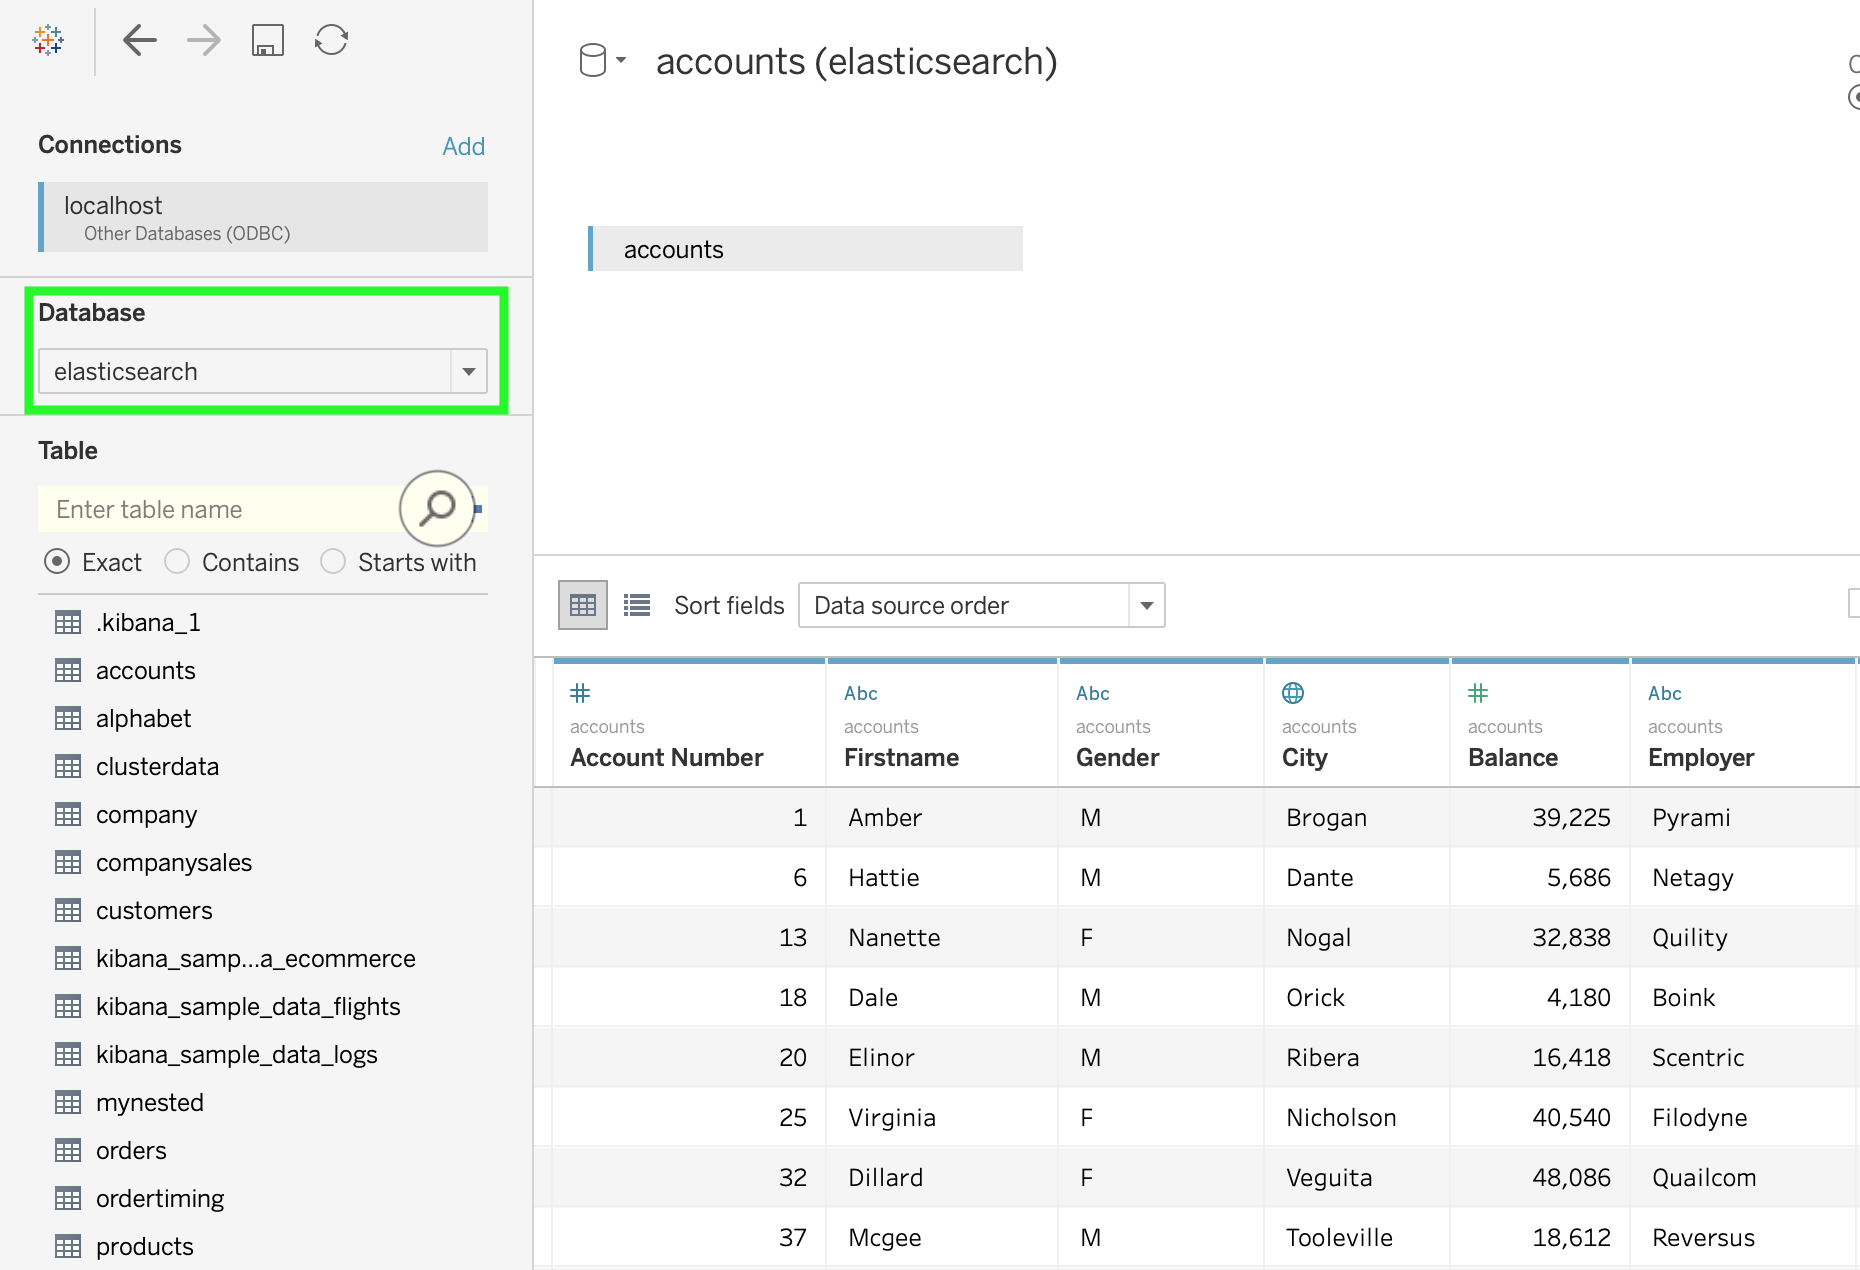 accounts (elasticsearch)
Connections
Add
localhost
Other Databases (ODBC)
accounts
Database
elasticsearch
Table
Enter table name
Exact Contains Starts with
.kibana_1
accounts
alphabet
clusterdata
company
companysales
customers
kibana_samp...a_ecommerce
kibana_sample_data_flights
kibana_sample_data_logs
mynested
orders
ordertiming
products
Sort fields Data source order
# Abc Abc # Abc
accounts accounts accounts accounts accounts accounts
Account Number Firstname Gender City Balance Employer
1 Amber M Brogan 39,225 Pyrami
6 Hattie M Dante 5,686 Netagy
13 Nanette F Nogal 32,838 Quility
18 Dale M Orick 4,180 Boink
20 Elinor M Ribera 16,418 Scentric
25 Virginia F Nicholson 40,540 Filodyne
32 Dillard F Veguita 48,086 Quailcom
37 Mcgee M Tooleville 18,612 Reversus